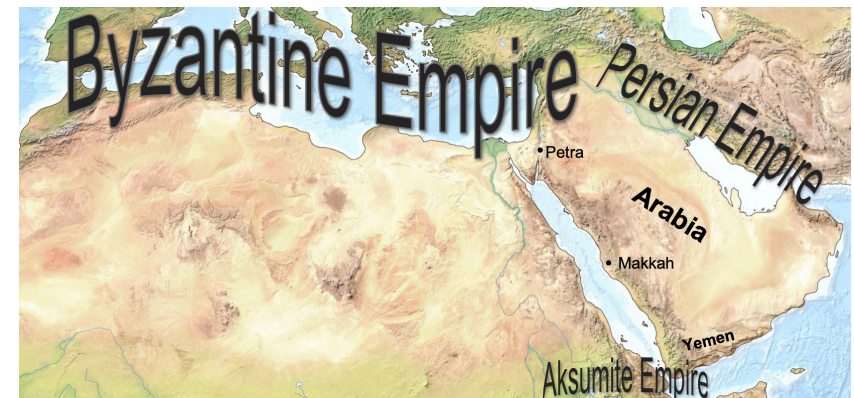 Byzantine Empire
Persian Empire
Petra
Arabia
Makkah
Yemen
Aksumite Empire